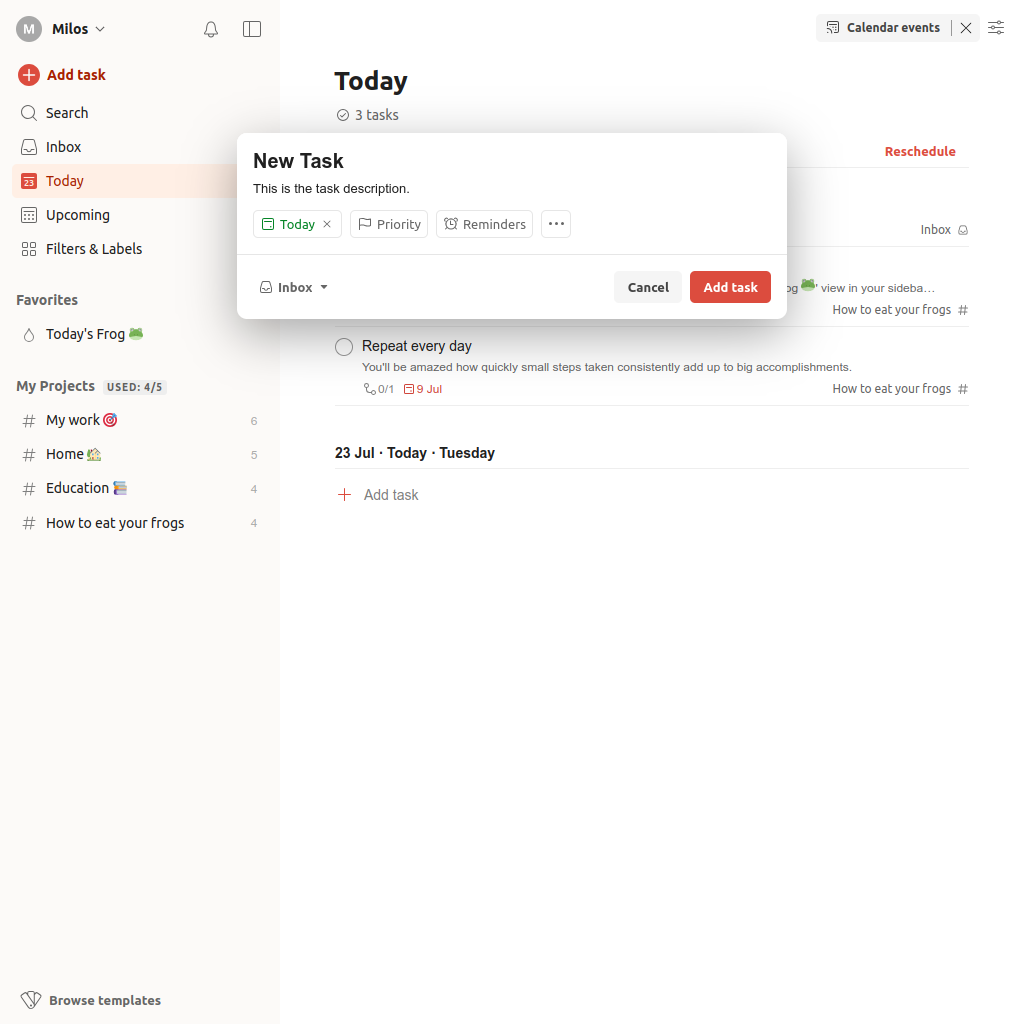 M Milos
Add task
Search
Inbox
23 Today
Upcoming
Filters & Labels
Favorites
Today's Frog 🐸
My Projects USED: 4/5
# My work 🎯 6
# Home 🏡 5
# Education 📚 4
# How to eat your frogs 4
Browse templates
Calendar events
Today
3 tasks
Reschedule
New Task
This is the task description.
Today
Priority
Reminders
Inbox
Cancel
Add task
Inbox
🐸' view in your sideba…
How to eat your frogs #
Repeat every day
You'll be amazed how quickly small steps taken consistently add up to big accomplishments.
0/1 9 Jul
How to eat your frogs #
23 Jul · Today · Tuesday
Add task